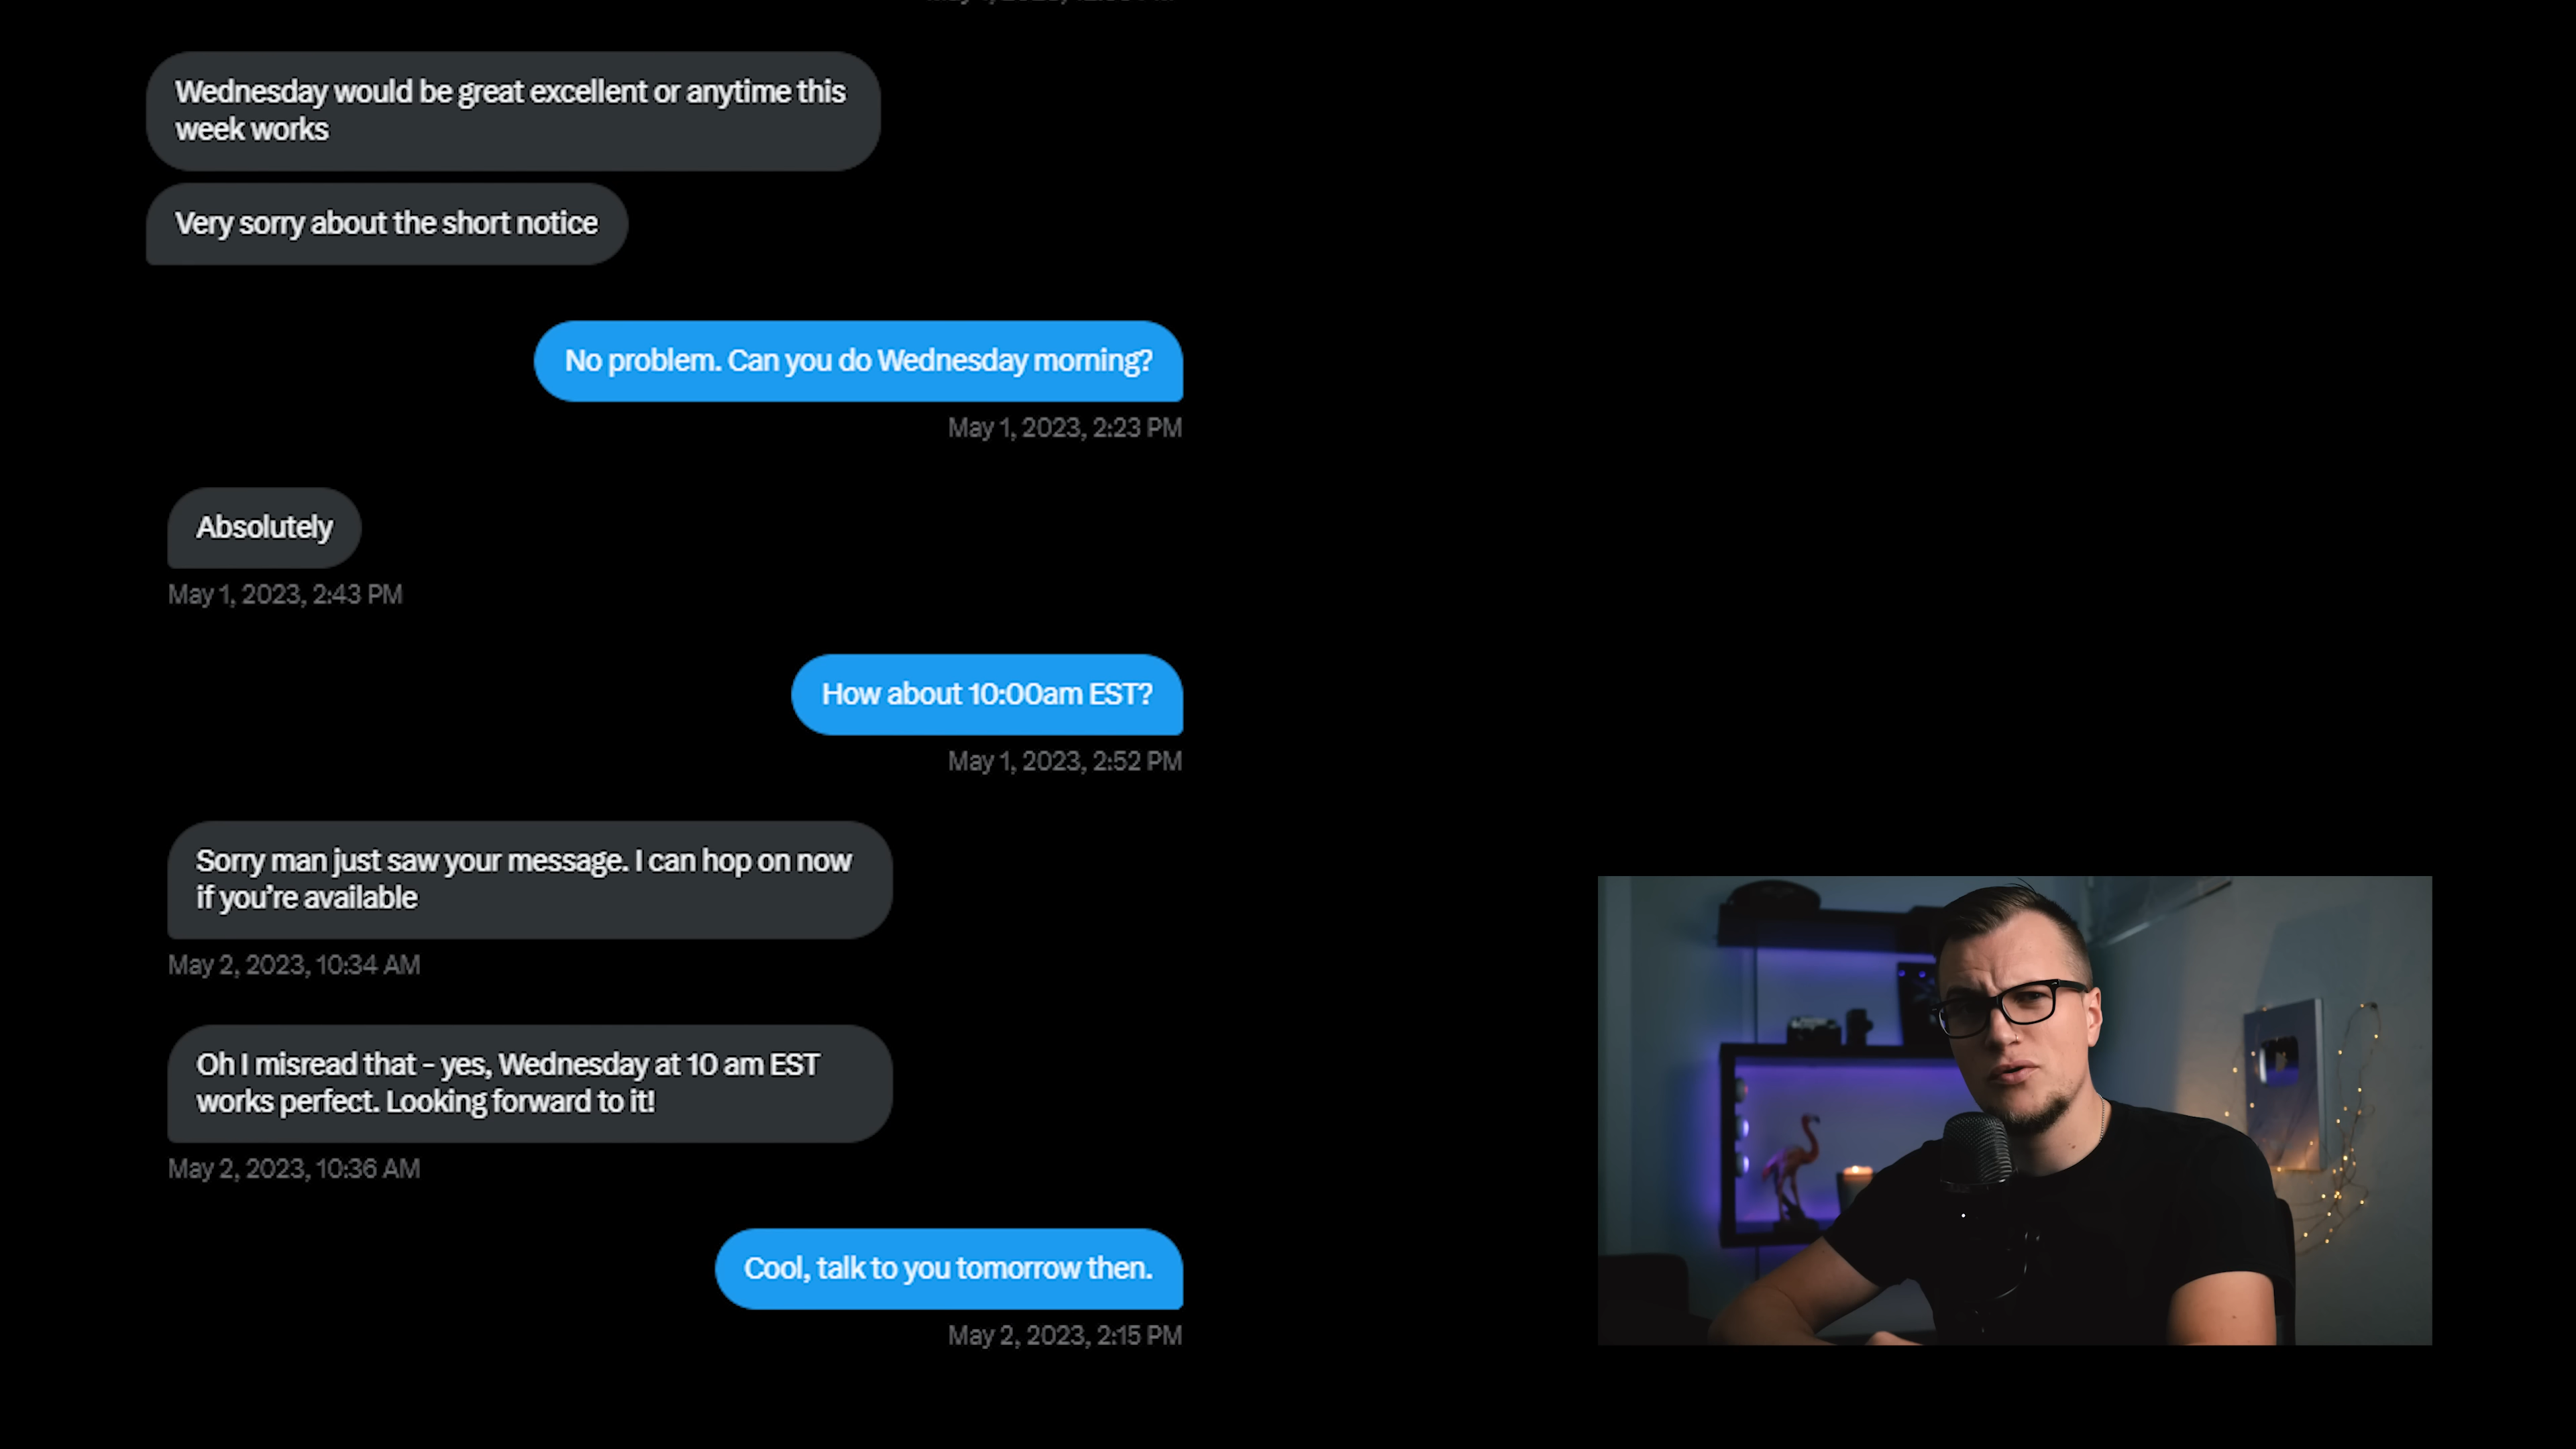 Wednesday would be great excellent or anytime this
week works
Very sorry about the short notice
No problem. Can you do Wednesday morning?
May 1, 2023, 2:23 PM
Absolutely
May 1, 2023, 2:43 PM
How about 10:00am EST?
May 1, 2023, 2:52 PM
Sorry man just saw your message. I can hop on now
if you’re available
May 2, 2023, 10:34 AM
Oh I misread that – yes, Wednesday at 10 am EST
works perfect. Looking forward to it!
May 2, 2023, 10:36 AM
Cool, talk to you tomorrow then.
May 2, 2023, 2:15 PM